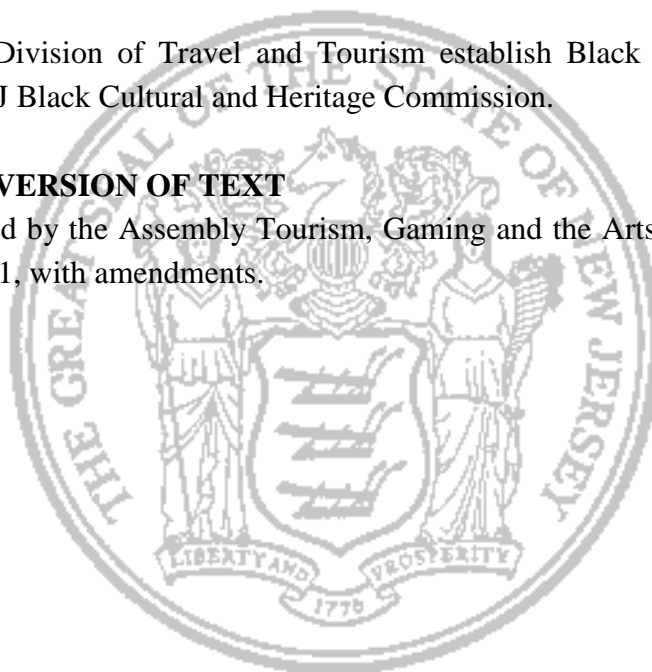 Division of Travel and Tourism establish Black
J Black Cultural and Heritage Commission.
VERSION OF TEXT
d by the Assembly Tourism, Gaming and the Arts
1, with amendments.
THE GREAT SEAL OF THE STATE OF NEW JERSEY
LIBERTY AND PROSPERITY
1776